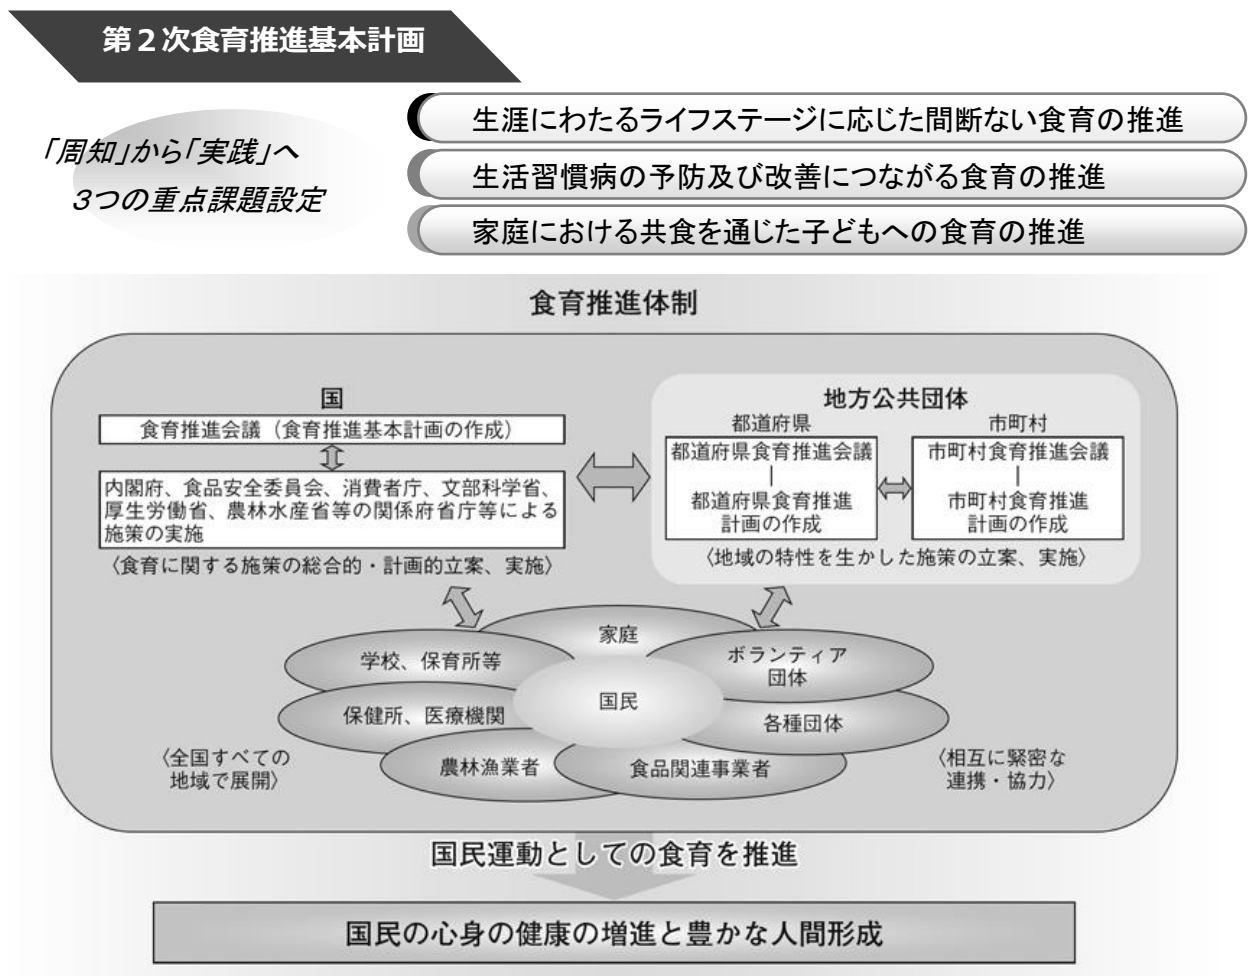 第2次食育推進基本計画
「周知」から「実践」へ
3つの重点課題設定
生涯にわたるライフステージに応じた間断ない食育の推進
生活習慣病の予防及び改善につながる食育の推進
家庭における共食を通じた子どもへの食育の推進
食育推進体制
国
食育推進会議（食育推進基本計画の作成）
内閣府、食品安全委員会、消費者庁、文部科学省、
厚生労働省、農林水産省等の関係府省庁等による
施策の実施
〈食育に関する施策の総合的・計画的立案、実施〉
地方公共団体
都道府県
都道府県食育推進会議
都道府県食育推進
計画の作成
市町村
市町村食育推進会議
市町村食育推進
計画の作成
〈地域の特性を生かした施策の立案、実施〉
家庭
学校、保育所等
ボランティア
団体
国民
保健所、医療機関
各種団体
農林漁業者
食品関連事業者
〈全国すべての
地域で展開〉
〈相互に緊密な
連携・協力〉
国民運動としての食育を推進
国民の心身の健康の増進と豊かな人間形成